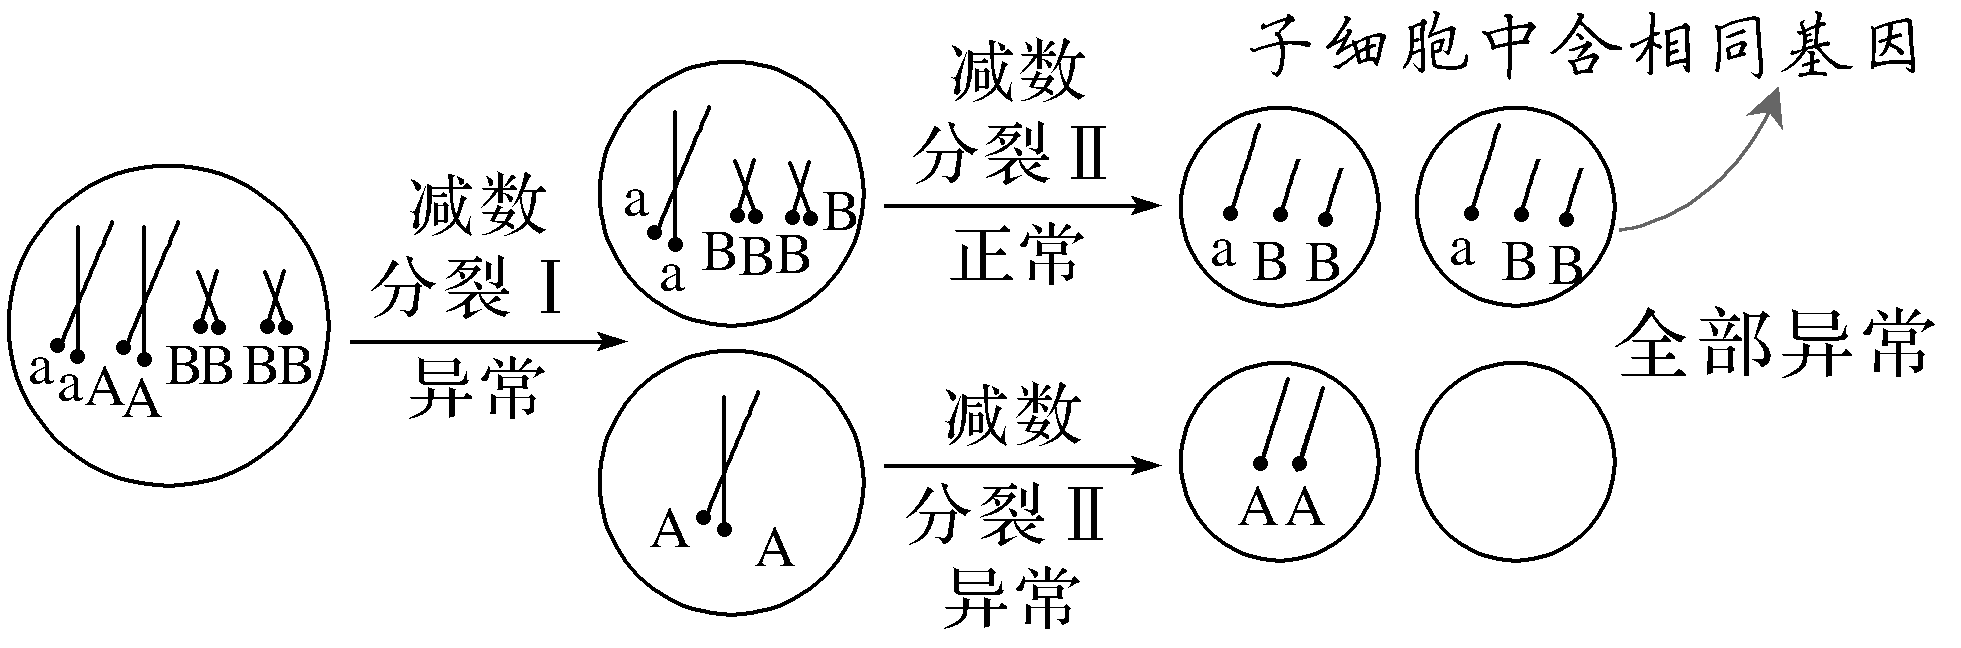 子细胞中含相同基因
减数
分裂Ⅰ
异常
减数
分裂Ⅱ
正常
减数
分裂Ⅱ
异常
全部异常
a a A A BB BB
a a B B B B
A A
a B B
a B B
A A